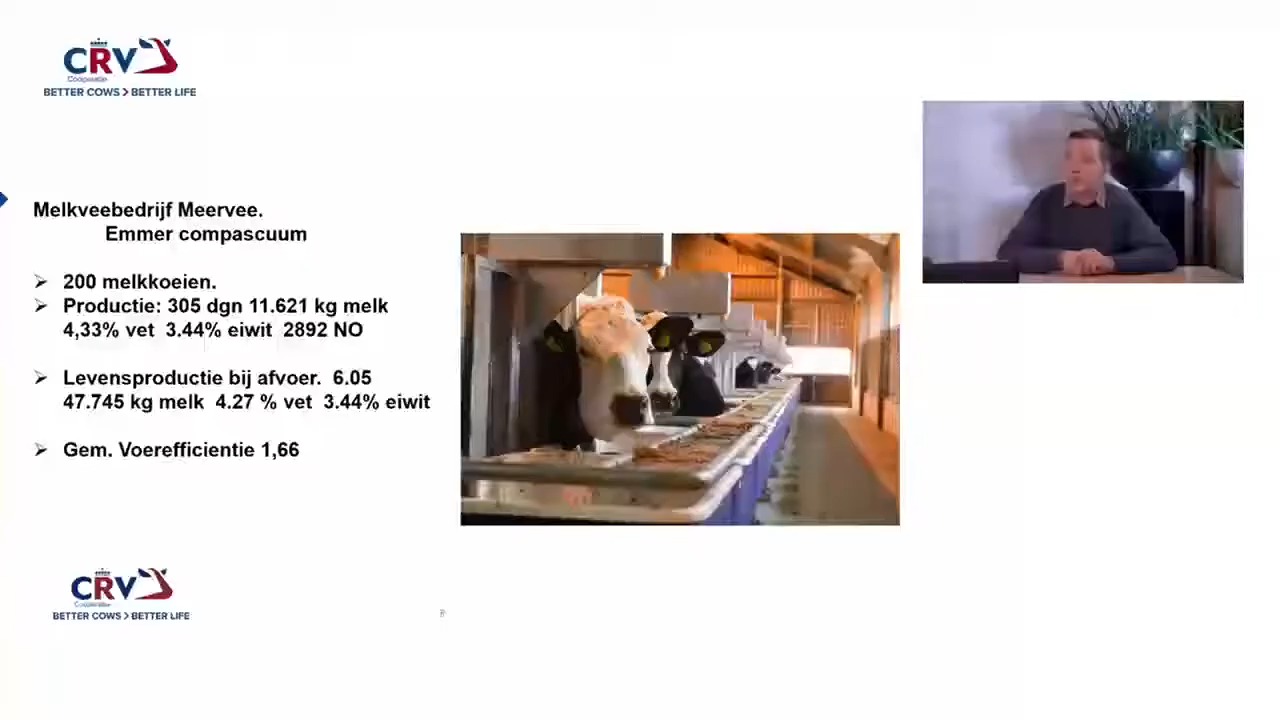 CRV
Coöperatie
BETTER COWS > BETTER LIFE
Melkveebedrijf Meervee.
Emmer compascuum
➢ 200 melkkoeien.
➢ Productie: 305 dgn 11.621 kg melk
4,33% vet 3.44% eiwit 2892 NO
➢ Levensproductie bij afvoer. 6.05
47.745 kg melk 4.27 % vet 3.44% eiwit
➢ Gem. Voerefficientie 1,66
CRV
Coöperatie
BETTER COWS > BETTER LIFE